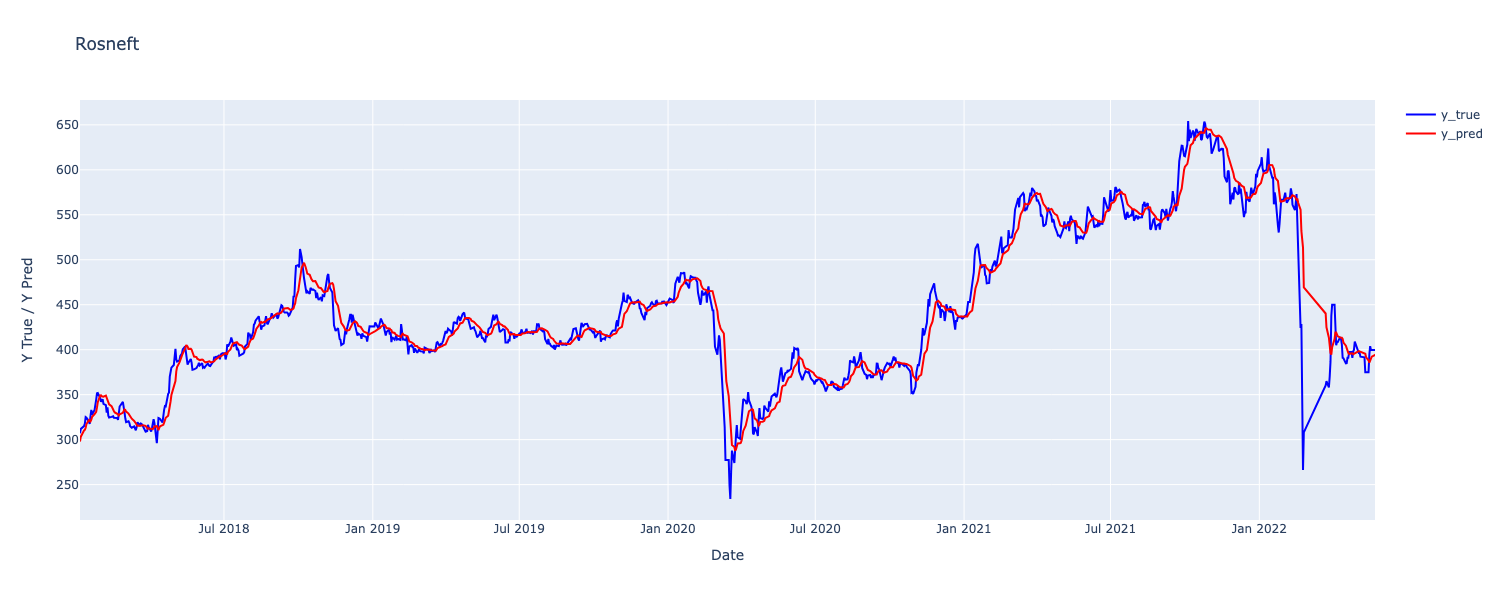 Rosneft
y_true
y_pred
Y True / Y Pred
650
600
550
500
450
400
350
300
250
Jul 2018
Jan 2019
Jul 2019
Jan 2020
Jul 2020
Jan 2021
Jul 2021
Jan 2022
Date